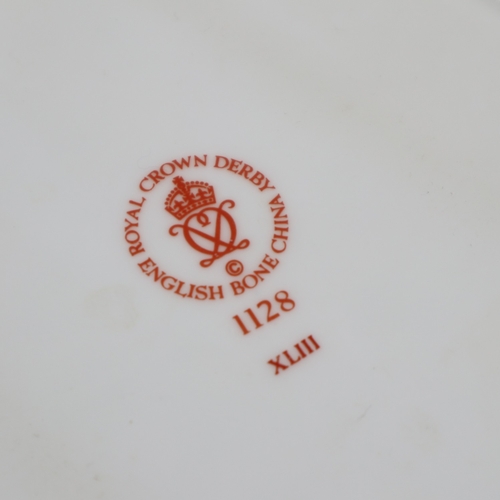 ROYAL CROWN DERBY
ENGLISH BONE CHINA
©
1128
XLIII